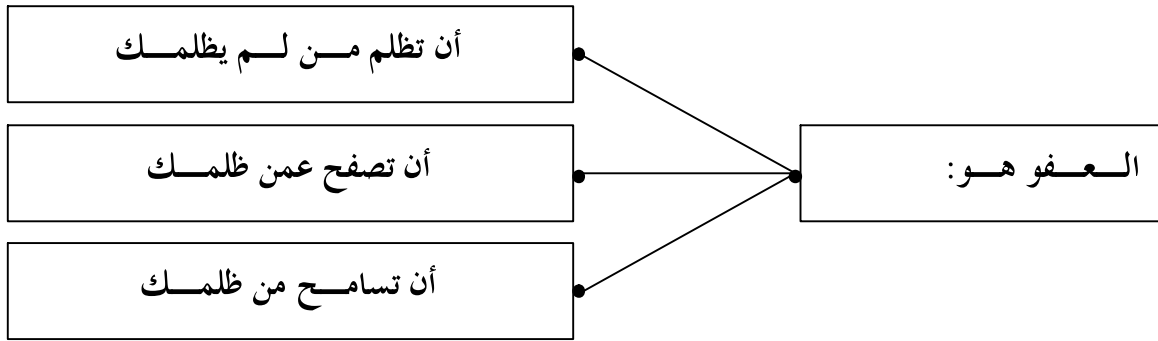 العفو هو:
أن تظلم من لم يظلمك
أن تصفح عمن ظلمك
أن تسامح من ظلمك